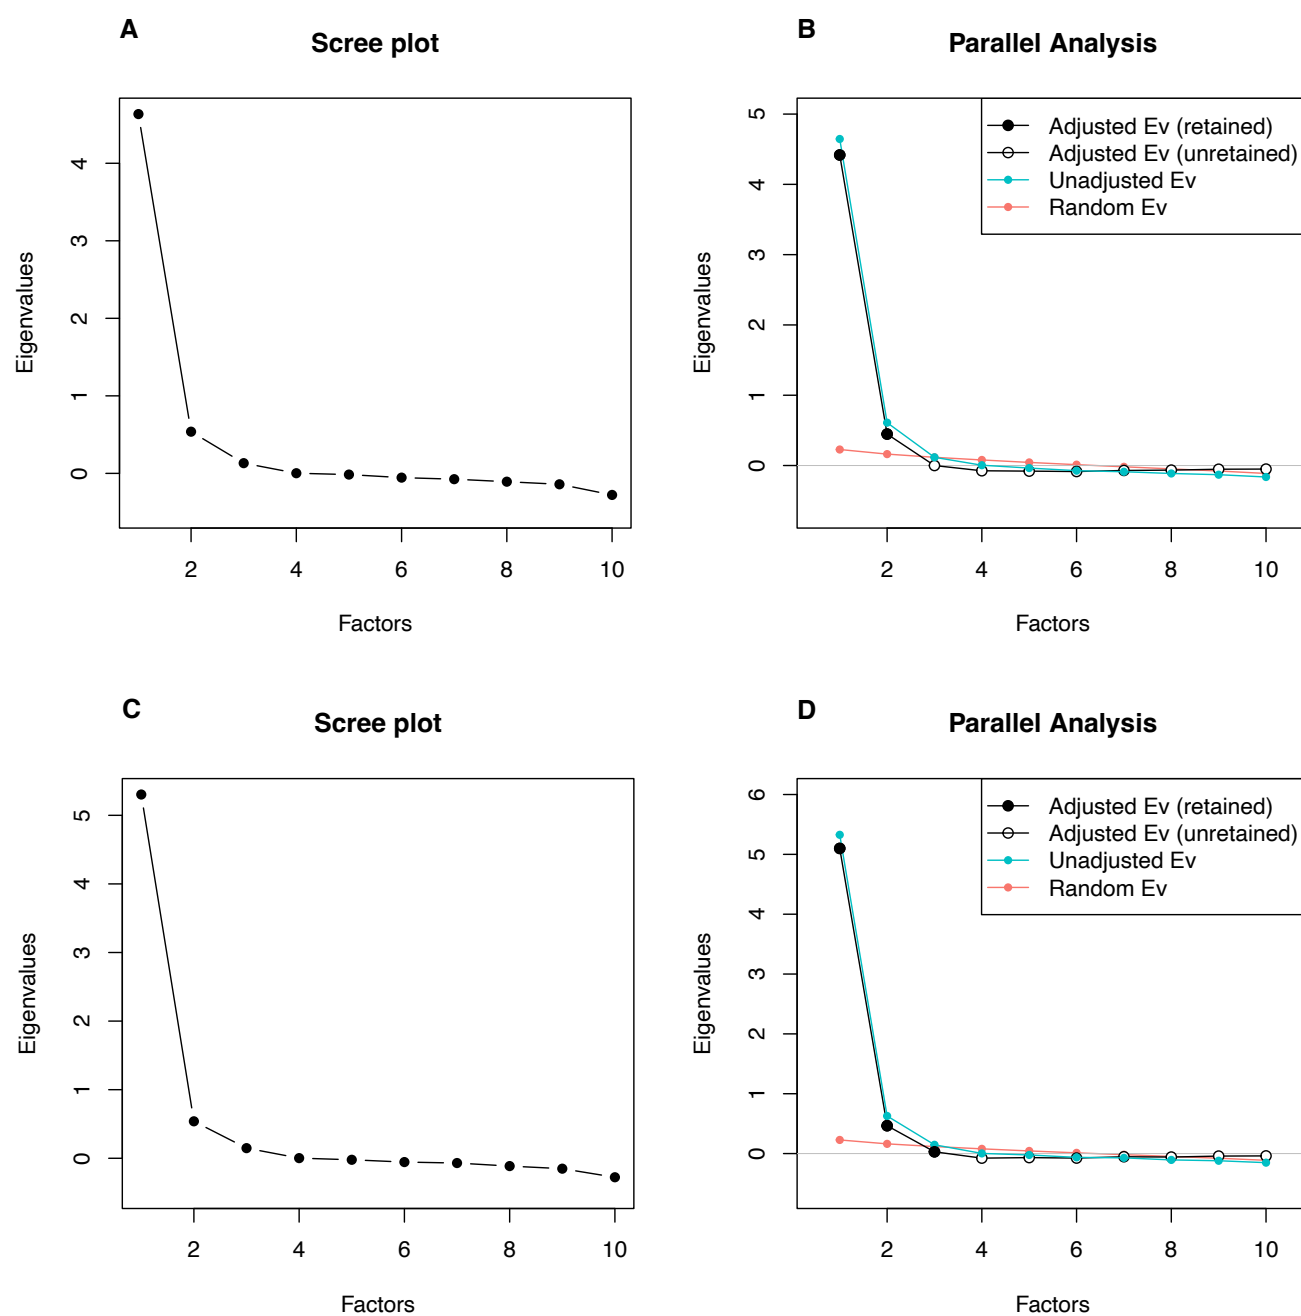 A
Scree plot
Eigenvalues
4
3
2
1
0
2 4 6 8 10
Factors
B
Parallel Analysis
Eigenvalues
5
4
3
2
1
0
Adjusted Ev (retained)
Adjusted Ev (unretained)
Unadjusted Ev
Random Ev
2 4 6 8 10
Factors
C
Scree plot
Eigenvalues
5
4
3
2
1
0
2 4 6 8 10
Factors
D
Parallel Analysis
Eigenvalues
6
5
4
3
2
1
0
Adjusted Ev (retained)
Adjusted Ev (unretained)
Unadjusted Ev
Random Ev
2 4 6 8 10
Factors